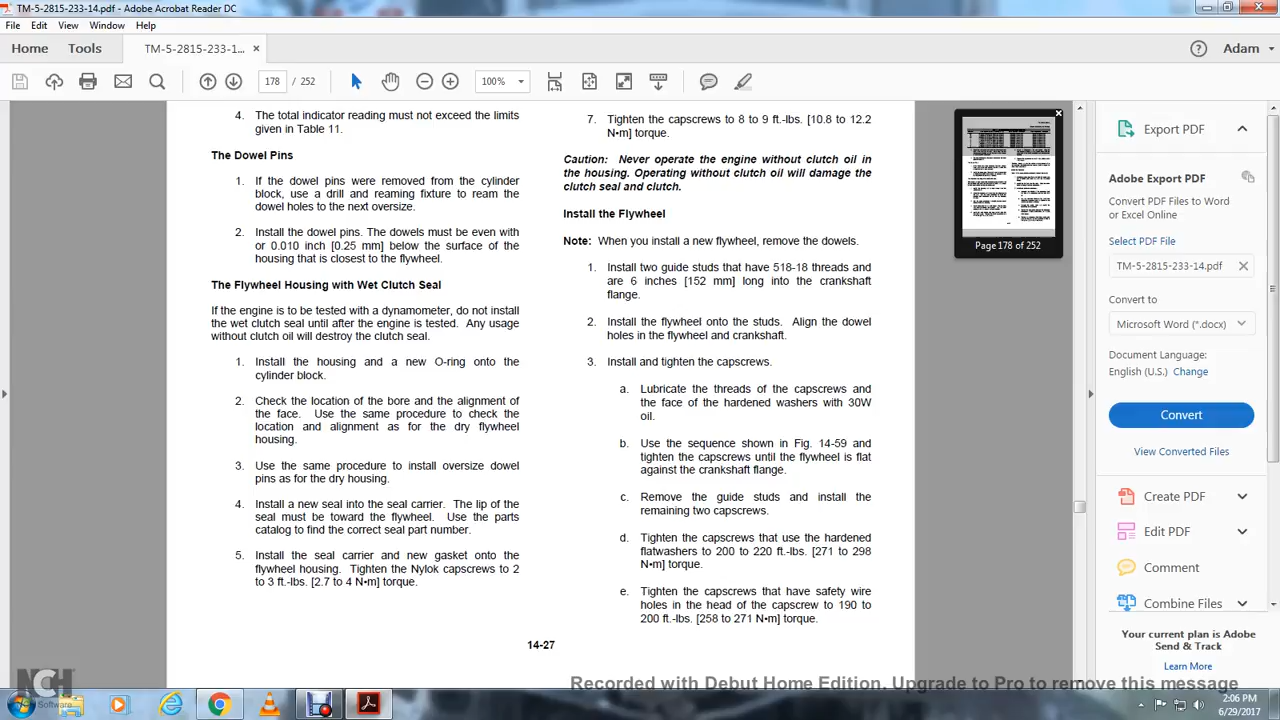 TM-5-2815-233-14.pdf - Adobe Acrobat Reader DC
File Edit View Window Help
Home Tools TM-5-2815-233-1... × Adam
178 / 252 100%
4. The total indicator reading must not exceed the limits
given in Table 11.
The Dowel Pins
1. If the dowel pins were removed from the cylinder
block, use a drill and reaming fixture to ream the
dowel holes to the next oversize.
2. Install the dowel pins. The dowels must be even with
or 0.010 inch [0.25 mm] below the surface of the
housing that is closest to the flywheel.
The Flywheel Housing with Wet Clutch Seal
If the engine is to be tested with a dynamometer, do not install
the wet clutch seal until after the engine is tested. Any usage
without clutch oil will destroy the clutch seal.
1. Install the housing and a new O-ring onto the
cylinder block.
2. Check the location of the bore and the alignment of
the face. Use the same procedure to check the
location and alignment as for the dry flywheel
housing.
3. Use the same procedure to install oversize dowel
pins as for the dry housing.
4. Install a new seal into the seal carrier. The lip of the
seal must be toward the flywheel. Use the parts
catalog to find the correct seal part number.
5. Install the seal carrier and new gasket onto the
flywheel housing. Tighten the Nylok capscrews to 2
to 3 ft.-lbs. [2.7 to 4 N•m] torque.
7. Tighten the capscrews to 8 to 9 ft.-lbs. [10.8 to 12.2
N•m] torque.
Caution: Never operate the engine without clutch oil in
the housing. Operating without clutch oil will damage the
clutch seal and clutch.
Install the Flywheel
Note: When you install a new flywheel, remove the dowels.
1. Install two guide studs that have 518-18 threads and
are 6 inches [152 mm] long into the crankshaft
flange.
2. Install the flywheel onto the studs. Align the dowel
holes in the flywheel and crankshaft.
3. Install and tighten the capscrews.
a. Lubricate the threads of the capscrews and
the face of the hardened washers with 30W
oil.
b. Use the sequence shown in Fig. 14-59 and
tighten the capscrews until the flywheel is flat
against the crankshaft flange.
c. Remove the guide studs and install the
remaining two capscrews.
d. Tighten the capscrews that use the hardened
flatwashers to 200 to 220 ft.-lbs. [271 to 298
N•m] torque.
e. Tighten the capscrews that have safety wire
holes in the head of the capscrew to 190 to
200 ft.-lbs. [258 to 271 N•m] torque.
14-27
Page 178 of 252
Export PDF
Adobe Export PDF
Convert PDF Files to Word
or Excel Online
Select PDF File
TM-5-2815-233-14.pdf
Convert to
Microsoft Word (*.docx)
Document Language:
English (U.S.) Change
Convert
View Converted Files
Create PDF
Edit PDF
Comment
Combine Files
Your current plan is Adobe
Send & Track
Learn More
NCH Software
Recorded with Debut Home Edition. Upgrade to Pro to remove this message
2:06 PM
6/29/2017